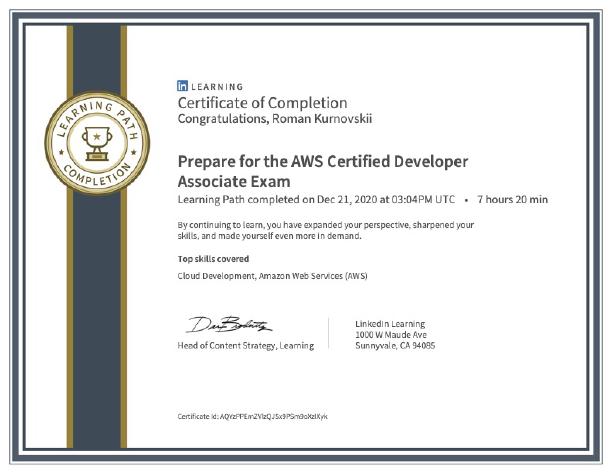 in LEARNING
Certificate of Completion
Congratulations, Roman Kurnovskii
LEARNING PATH
COMPLETION
Prepare for the AWS Certified Developer
Associate Exam
Learning Path completed on Dec 21, 2020 at 03:04PM UTC • 7 hours 20 min
By continuing to learn, you have expanded your perspective, sharpened your
skills, and made yourself even more in demand.
Top skills covered
Cloud Development, Amazon Web Services (AWS)
Head of Content Strategy, Learning
LinkedIn Learning
1000 W Maude Ave
Sunnyvale, CA 94085
Certificate Id: